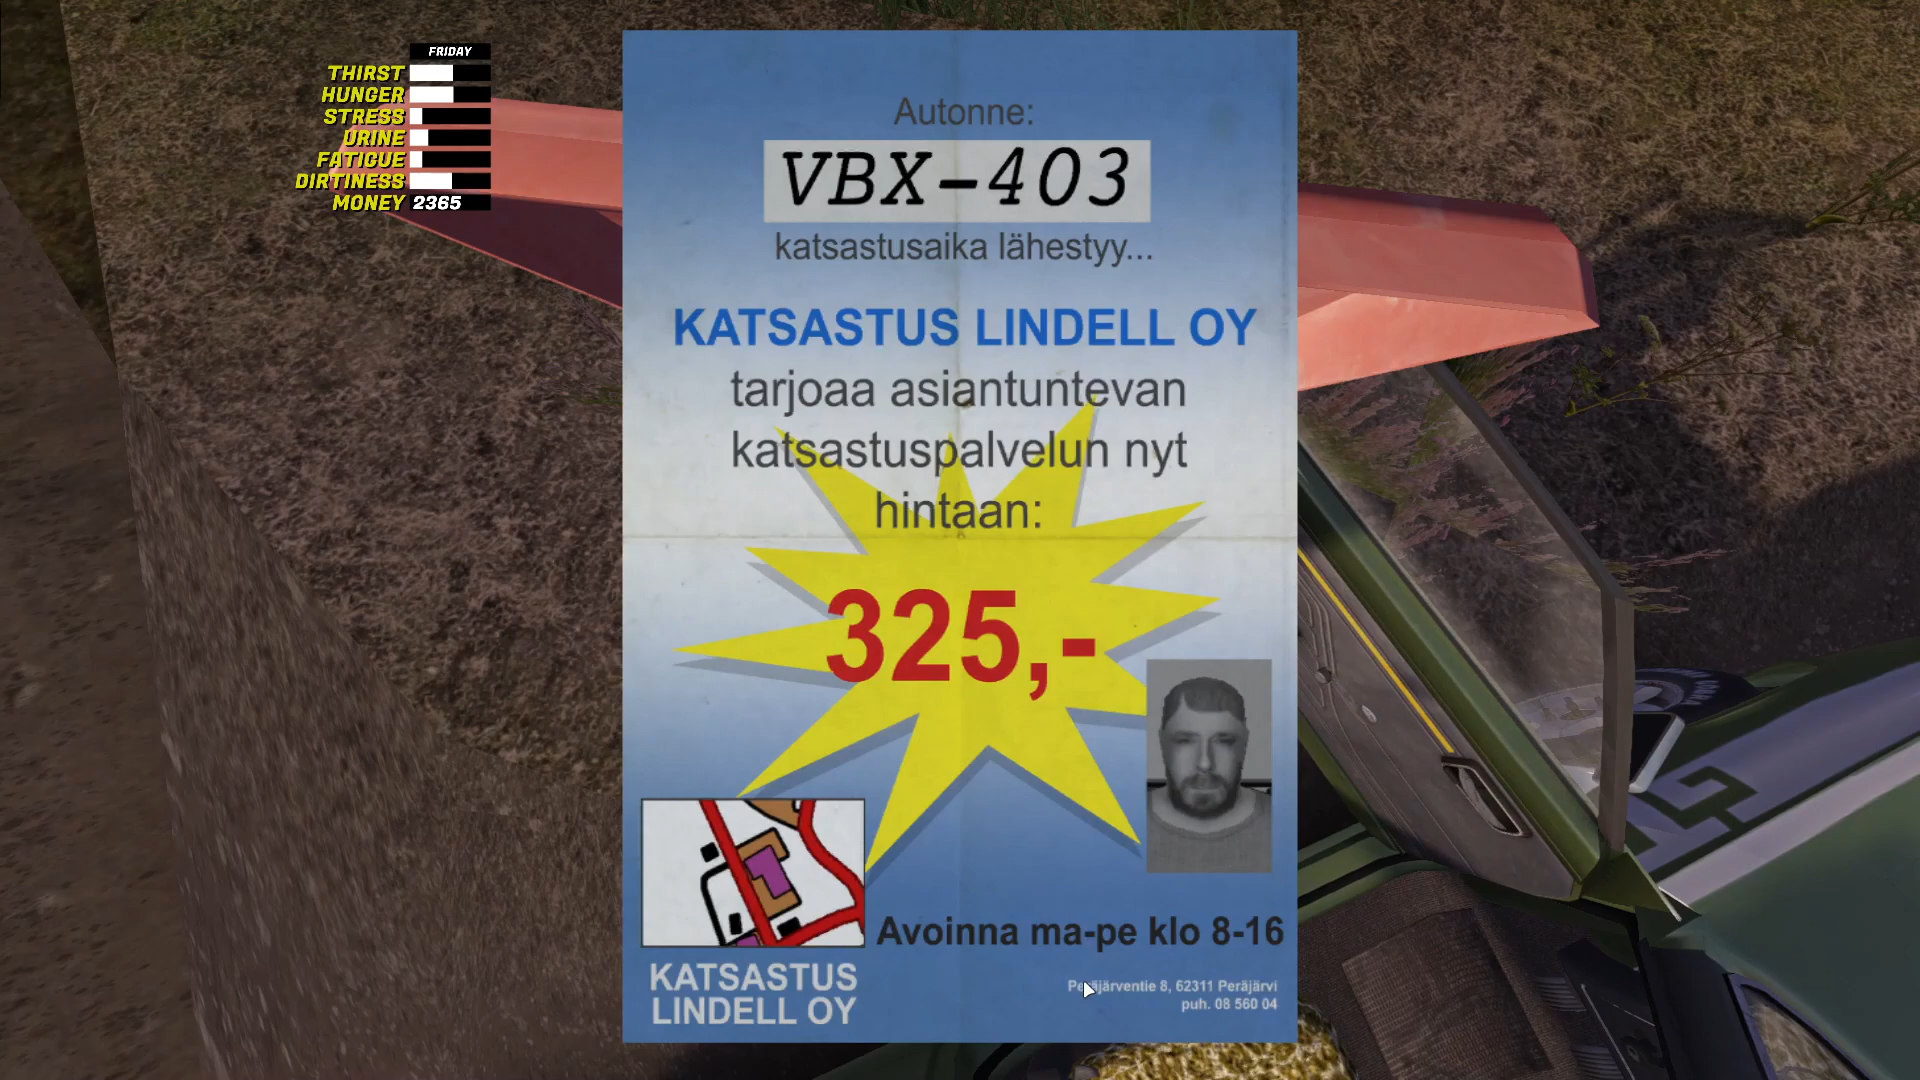 FRIDAY
THIRST
HUNGER
STRESS
URINE
FATIGUE
DIRTINESS
MONEY 2365
Autonne:
VBX-403
katsastusaika lähestyy...
KATSASTUS LINDELL OY
tarjoaa asiantuntevan
katsastuspalvelun nyt
hintaan:
325,-
Avoinna ma-pe klo 8-16
KATSASTUS
LINDELL OY
Peräjärventie 8, 62311 Peräjärvi
puh. 08 560 04